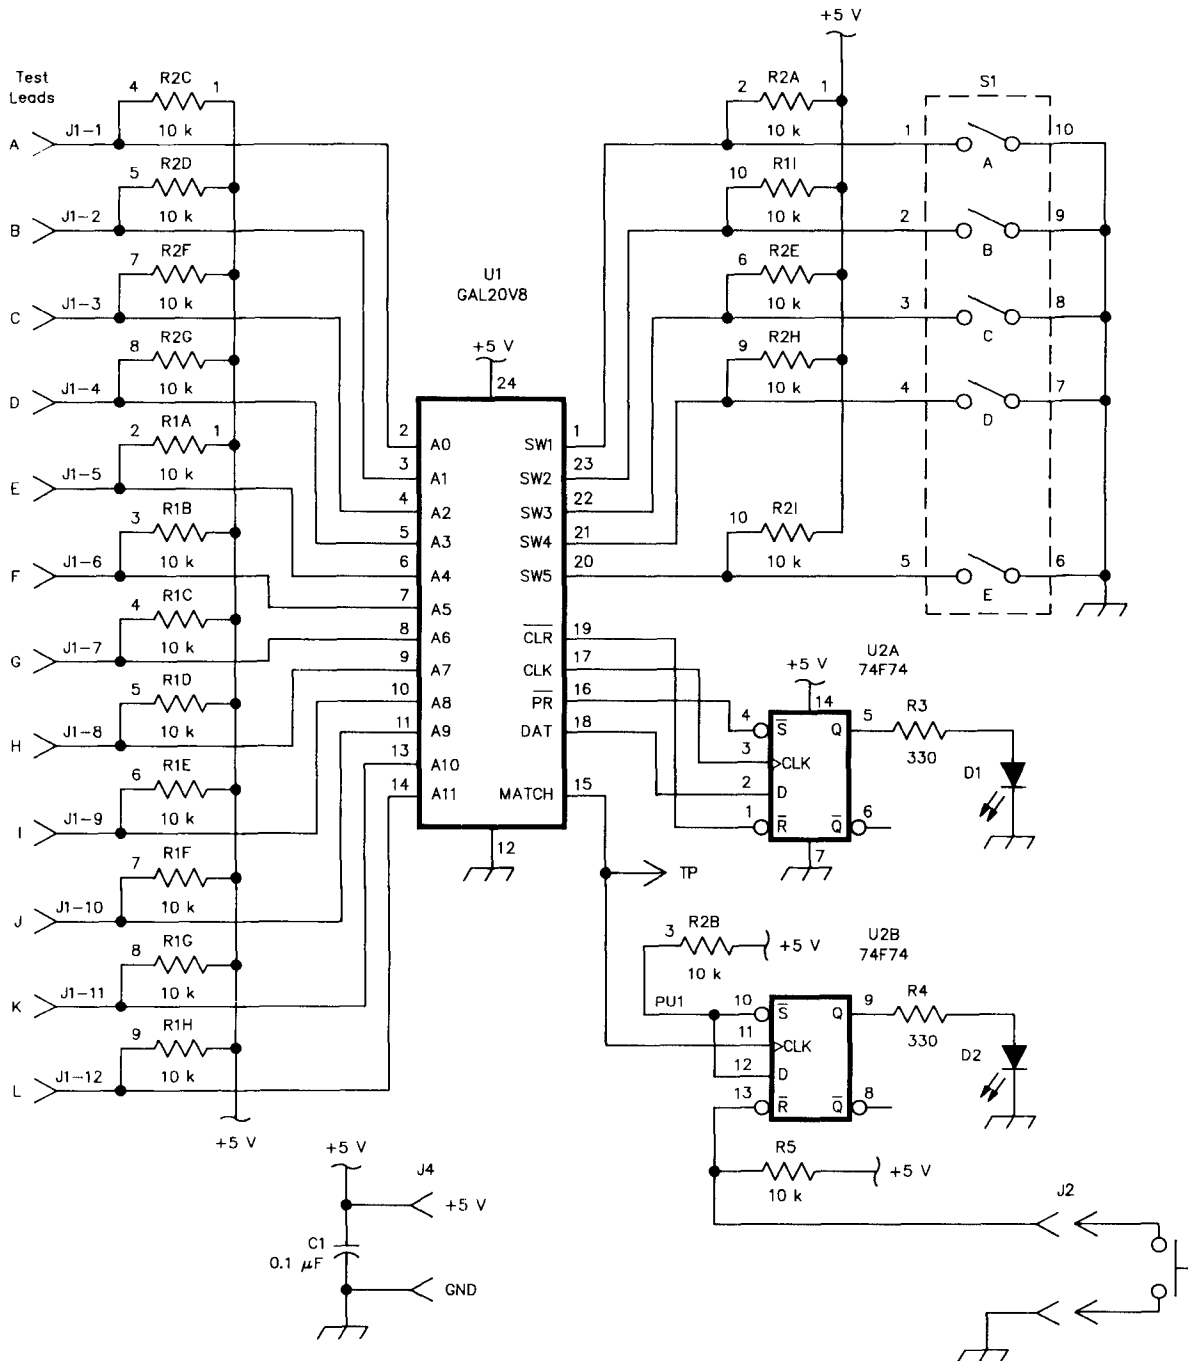 Test
Leads
A
J1-1
4
R2C
1
10 k
B
J1-2
5
R2D
10 k
C
J1-3
7
R2F
10 k
D
J1-4
8
R2G
10 k
E
J1-5
2
R1A
1
10 k
F
J1-6
3
R1B
10 k
G
J1-7
4
R1C
10 k
H
J1-8
5
R1D
10 k
I
J1-9
6
R1E
10 k
J
J1-10
7
R1F
10 k
K
J1-11
8
R1G
10 k
L
J1-12
9
R1H
10 k
+5 V
U1
GAL20V8
+5 V
24
2 A0
3 A1
4 A2
5 A3
6 A4
7 A5
8 A6
9 A7
10 A8
11 A9
13 A10
14 A11
SW1 1
SW2 23
SW3 22
SW4 21
SW5 20
CLR 19
CLK 17
PR 16
DAT 18
MATCH 15
12
TP
+5 V
2
R2A
1
10 k
10
R1I
10 k
6
R2E
10 k
9
R2H
10 k
10
R2I
10 k
S1
1
A
10
2
B
9
3
C
8
4
D
7
5
E
6
U2A
74F74
+5 V
14
4 S
3 CLK
2 D
1 R
Q 5
Q 6
7
R3
330
D1
3
R2B
10 k
+5 V
PU1
U2B
74F74
10 S
11 CLK
12 D
13 R
Q 9
Q 8
R4
330
D2
R5
10 k
+5 V
J2
+5 V
J4
+5 V
C1
0.1 µF
GND